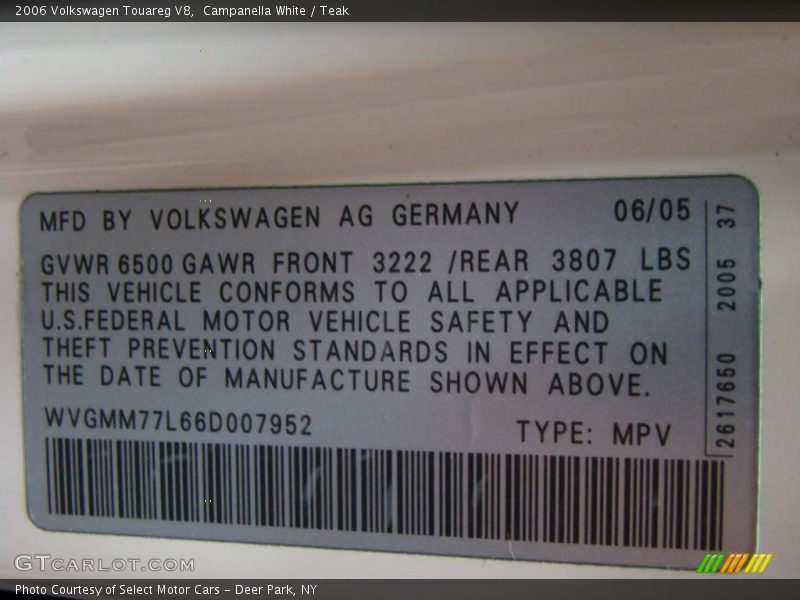 2006 Volkswagen Touareg V8,  Campanella White / Teak
MFD BY VOLKSWAGEN AG GERMANY 06/05
GVWR 6500 GAWR FRONT 3222 /REAR 3807 LBS
THIS VEHICLE CONFORMS TO ALL APPLICABLE
U.S.FEDERAL MOTOR VEHICLE SAFETY AND
THEFT PREVENTION STANDARDS IN EFFECT ON
THE DATE OF MANUFACTURE SHOWN ABOVE.
WVGMM77L66D007952 TYPE: MPV
2617650 2005 37
GTCARLOT.COM
Photo Courtesy of Select Motor Cars - Deer Park, NY